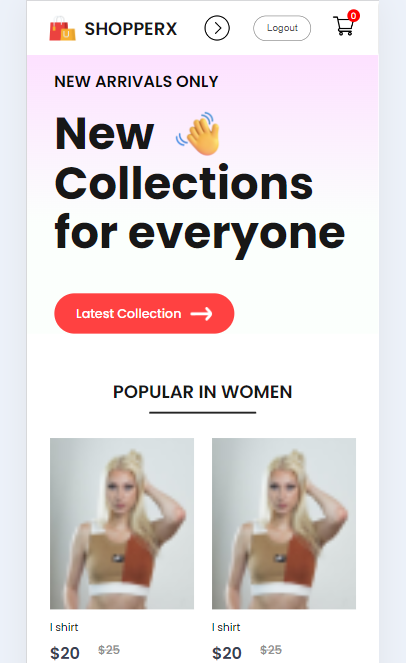 SHOPPERX
Logout
0
NEW ARRIVALS ONLY
New
Collections
for everyone
Latest Collection
POPULAR IN WOMEN
I shirt
I shirt
$20 $25
$20 $25